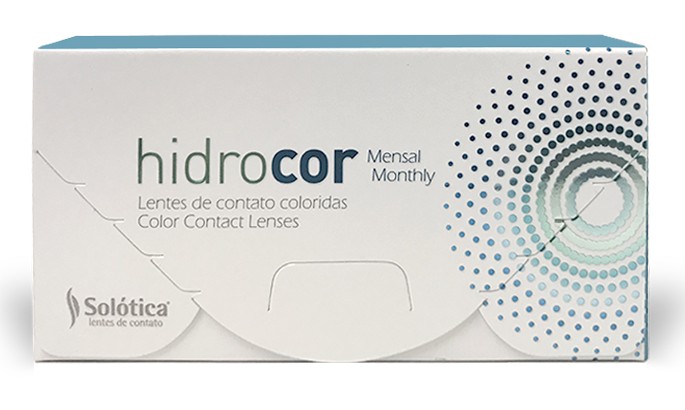 hidrocor Mensal
Monthly
Lentes de contato coloridas
Color Contact Lenses
Solótica®
lentes de contato